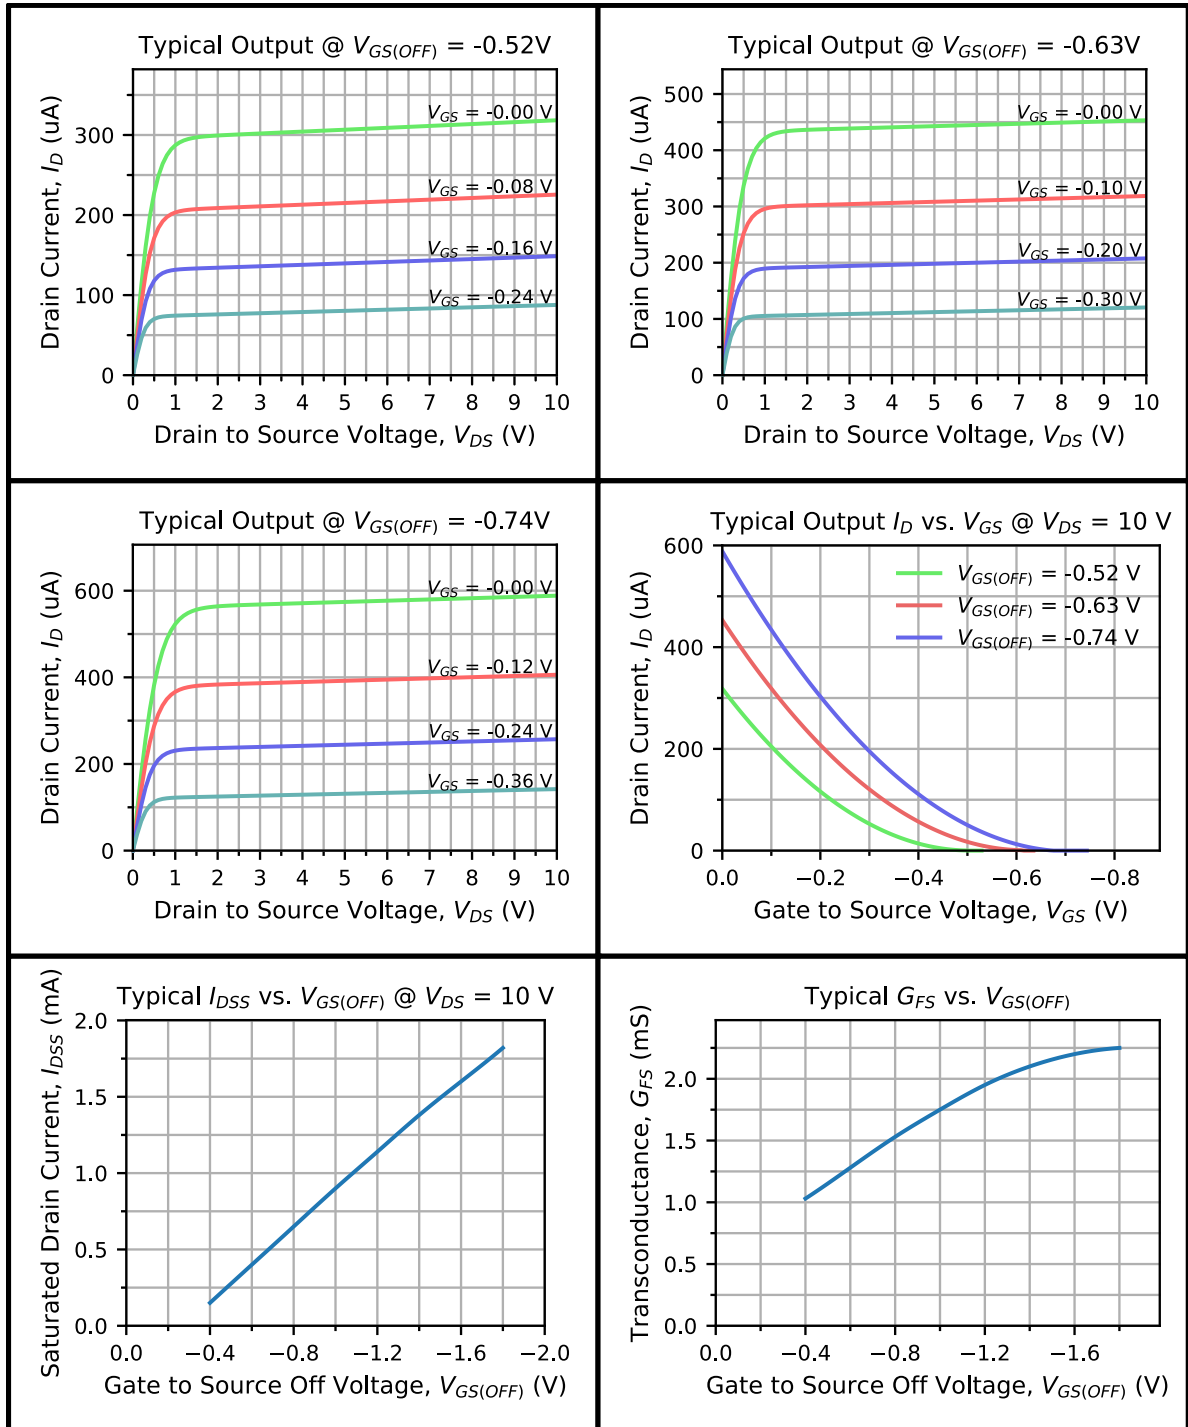 Typical Output @ V_GS(OFF) = -0.52V
Drain Current, I_D (uA)
300
200
100
0
V_GS = -0.00 V
V_GS = -0.08 V
V_GS = -0.16 V
V_GS = -0.24 V
0 1 2 3 4 5 6 7 8 9 10
Drain to Source Voltage, V_DS (V)
Typical Output @ V_GS(OFF) = -0.63V
Drain Current, I_D (uA)
500
400
300
200
100
0
V_GS = -0.00 V
V_GS = -0.10 V
V_GS = -0.20 V
V_GS = -0.30 V
0 1 2 3 4 5 6 7 8 9 10
Drain to Source Voltage, V_DS (V)
Typical Output @ V_GS(OFF) = -0.74V
Drain Current, I_D (uA)
600
400
200
0
V_GS = -0.00 V
V_GS = -0.12 V
V_GS = -0.24 V
V_GS = -0.36 V
0 1 2 3 4 5 6 7 8 9 10
Drain to Source Voltage, V_DS (V)
Typical Output I_D vs. V_GS @ V_DS = 10 V
Drain Current, I_D (uA)
600
400
200
0
V_GS(OFF) = -0.52 V
V_GS(OFF) = -0.63 V
V_GS(OFF) = -0.74 V
0.0 −0.2 −0.4 −0.6 −0.8
Gate to Source Voltage, V_GS (V)
Typical I_DSS vs. V_GS(OFF) @ V_DS = 10 V
Saturated Drain Current, I_DSS (mA)
2.0
1.5
1.0
0.5
0.0
0.0 −0.4 −0.8 −1.2 −1.6 −2.0
Gate to Source Off Voltage, V_GS(OFF) (V)
Typical G_FS vs. V_GS(OFF)
Transconductance, G_FS (mS)
2.0
1.5
1.0
0.5
0.0
0.0 −0.4 −0.8 −1.2 −1.6
Gate to Source Off Voltage, V_GS(OFF) (V)